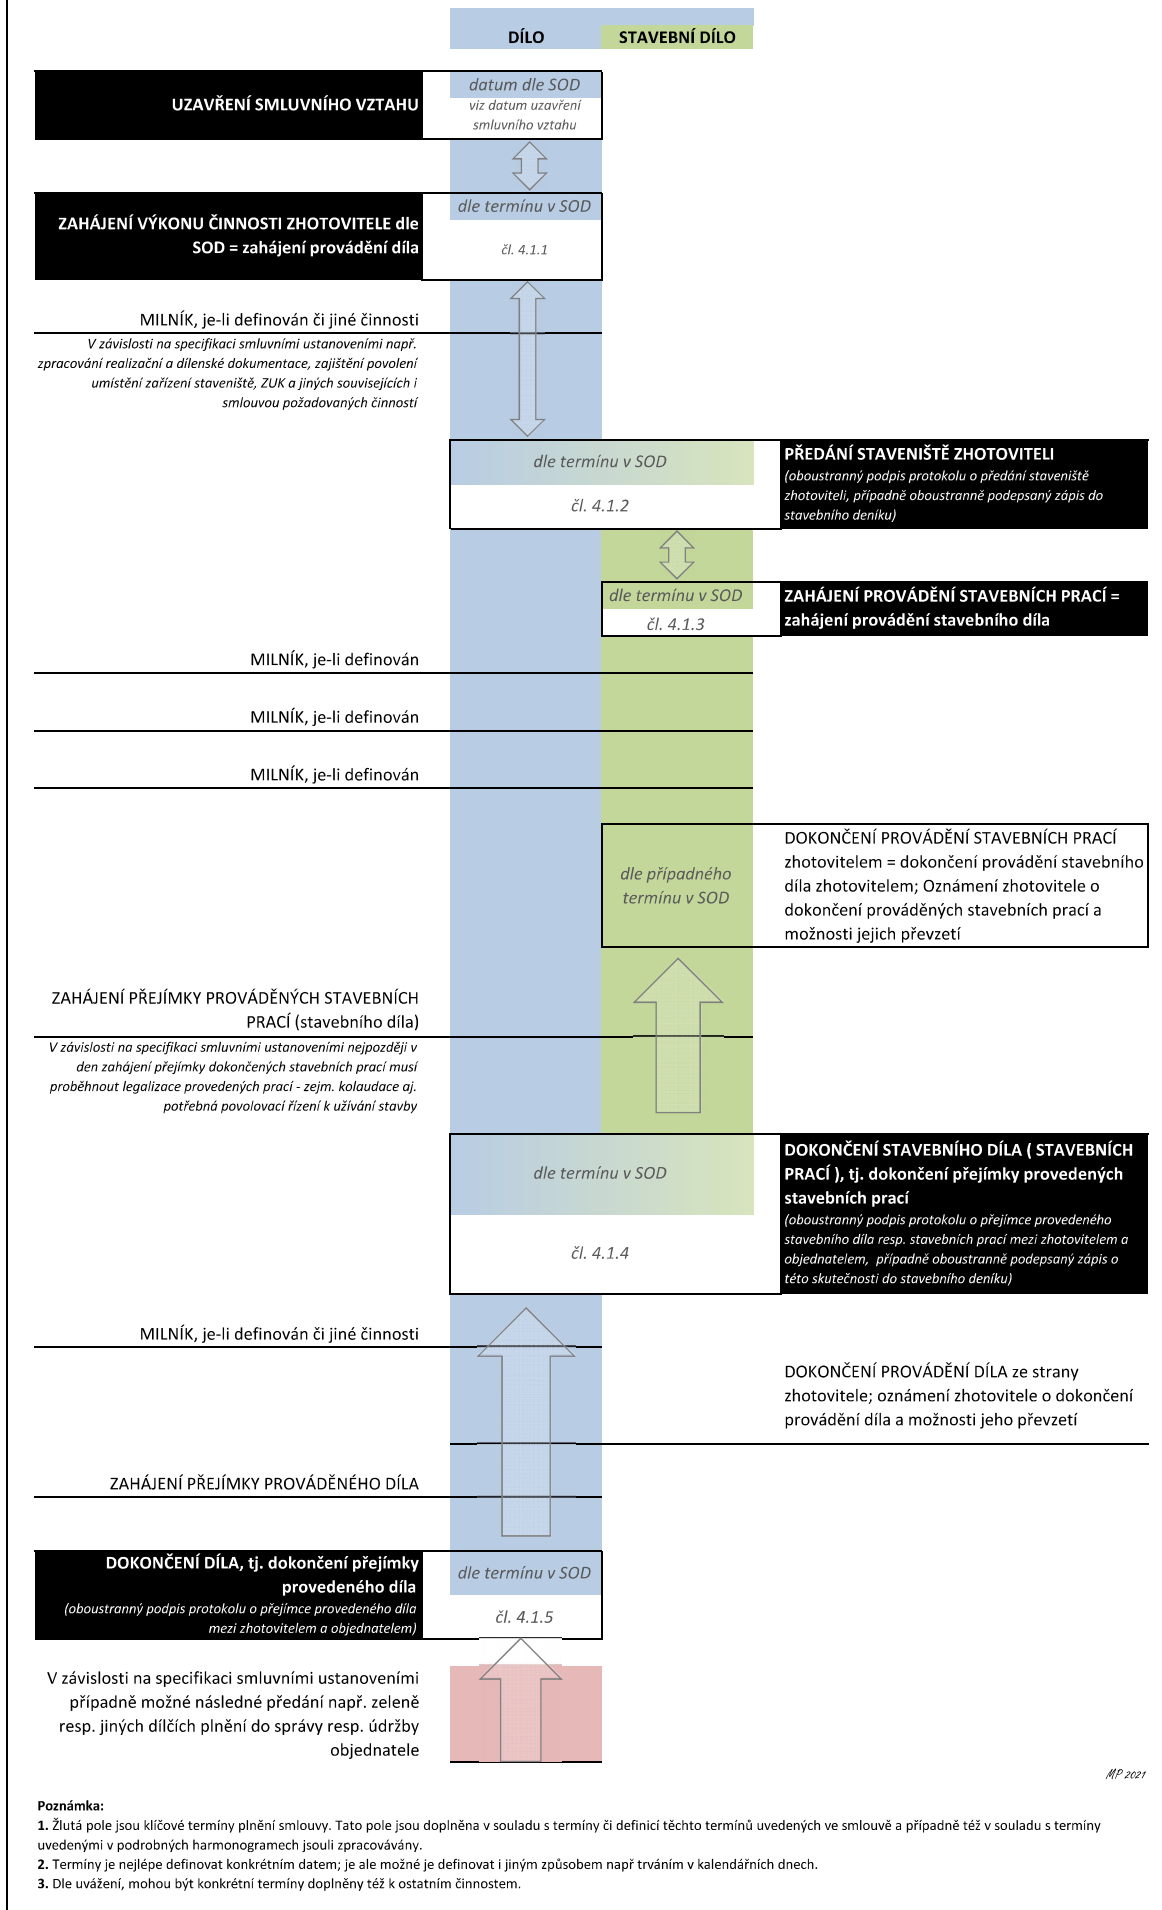 DÍLO
STAVEBNÍ DÍLO
UZAVŘENÍ SMLUVNÍHO VZTAHU
datum dle SOD
viz datum uzavření
smluvního vztahu
ZAHÁJENÍ VÝKONU ČINNOSTI ZHOTOVITELE dle
SOD = zahájení provádění díla
dle termínu v SOD
čl. 4.1.1
MILNÍK, je-li definován či jiné činnosti
V závislosti na specifikaci smluvními ustanoveními např.
zpracování realizační a dílenské dokumentace, zajištění povolení
umístění zařízení staveniště, ZUK a jiných souvisejících i
smlouvou požadovaných činností
dle termínu v SOD
čl. 4.1.2
PŘEDÁNÍ STAVENIŠTĚ ZHOTOVITELI
(oboustranný podpis protokolu o předání staveniště
zhotoviteli, případně oboustranně podepsaný zápis do
stavebního deníku)
dle termínu v SOD
čl. 4.1.3
ZAHÁJENÍ PROVÁDĚNÍ STAVEBNÍCH PRACÍ =
zahájení provádění stavebního díla
MILNÍK, je-li definován
MILNÍK, je-li definován
MILNÍK, je-li definován
dle případného
termínu v SOD
DOKONČENÍ PROVÁDĚNÍ STAVEBNÍCH PRACÍ
zhotovitelem = dokončení provádění stavebního
díla zhotovitelem; Oznámení zhotovitele o
dokončení prováděných stavebních prací a
možnosti jejich převzetí
ZAHÁJENÍ PŘEJÍMKY PROVÁDĚNÝCH STAVEBNÍCH
PRACÍ (stavebního díla)
V závislosti na specifikaci smluvními ustanoveními nejpozději v
den zahájení přejímky dokončených stavebních prací musí
proběhnout legalizace provedených prací - zejm. kolaudace aj.
potřebná povolovací řízení k užívání stavby
dle termínu v SOD
čl. 4.1.4
DOKONČENÍ STAVEBNÍHO DÍLA ( STAVEBNÍCH
PRACÍ ), tj. dokončení přejímky provedených
stavebních prací
(oboustranný podpis protokolu o přejímce provedeného
stavebního díla resp. stavebních prací mezi zhotovitelem a
objednatelem, případně oboustranně podepsaný zápis o
této skutečnosti do stavebního deníku)
MILNÍK, je-li definován či jiné činnosti
DOKONČENÍ PROVÁDĚNÍ DÍLA ze strany
zhotovitele; oznámení zhotovitele o dokončení
provádění díla a možnosti jeho převzetí
ZAHÁJENÍ PŘEJÍMKY PROVÁDĚNÉHO DÍLA
DOKONČENÍ DÍLA, tj. dokončení přejímky
provedeného díla
(oboustranný podpis protokolu o přejímce provedeného díla
mezi zhotovitelem a objednatelem)
dle termínu v SOD
čl. 4.1.5
V závislosti na specifikaci smluvními ustanoveními
případně možné následné předání např. zeleně
resp. jiných dílčích plnění do správy resp. údržby
objednatele
MP 2021
Poznámka:
1. Žlutá pole jsou klíčové termíny plnění smlouvy. Tato pole jsou doplněna v souladu s termíny či definicí těchto termínů uvedených ve smlouvě a případně též v souladu s termíny
uvedenými v podrobných harmonogramech jsouli zpracovávány.
2. Termíny je nejlépe definovat konkrétním datem; je ale možné je definovat i jiným způsobem např trváním v kalendářních dnech.
3. Dle uvážení, mohou být konkrétní termíny doplněny též k ostatním činnostem.